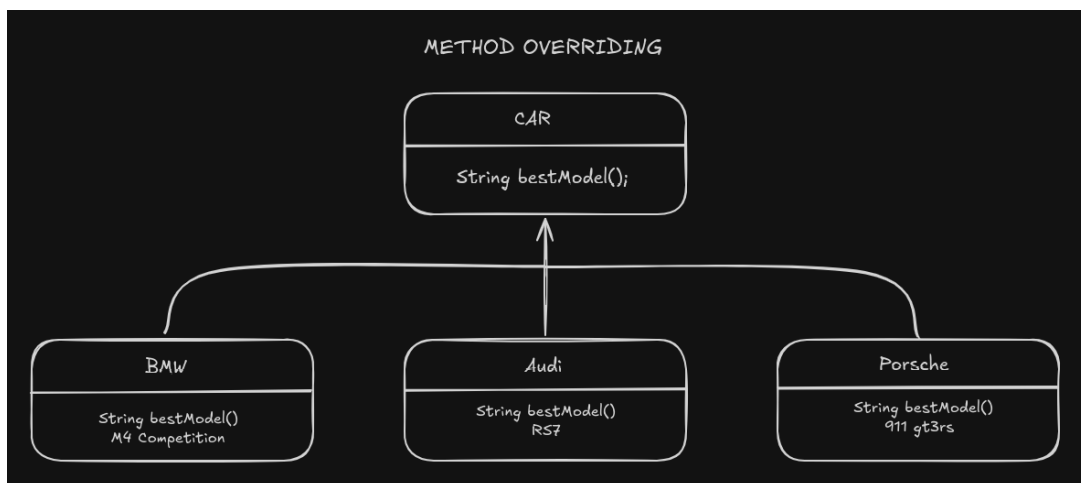 METHOD OVERRIDING
CAR
String bestModel();
BMW
String bestModel()
M4 Competition
Audi
String bestModel()
RS7
Porsche
String bestModel()
911 gt3rs